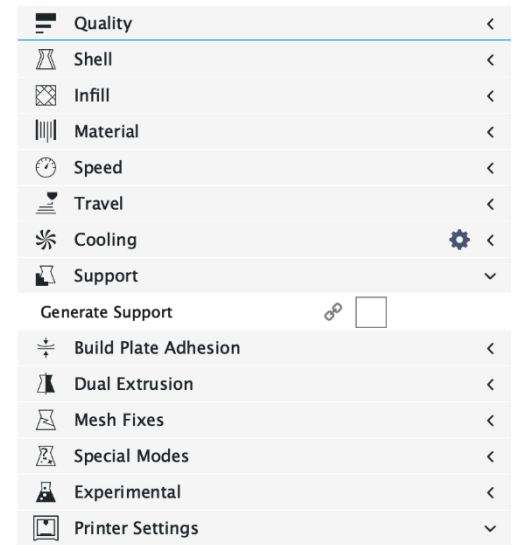 Quality
Shell
Infill
Material
Speed
Travel
Cooling
Support
Generate Support
Build Plate Adhesion
Dual Extrusion
Mesh Fixes
Special Modes
Experimental
Printer Settings